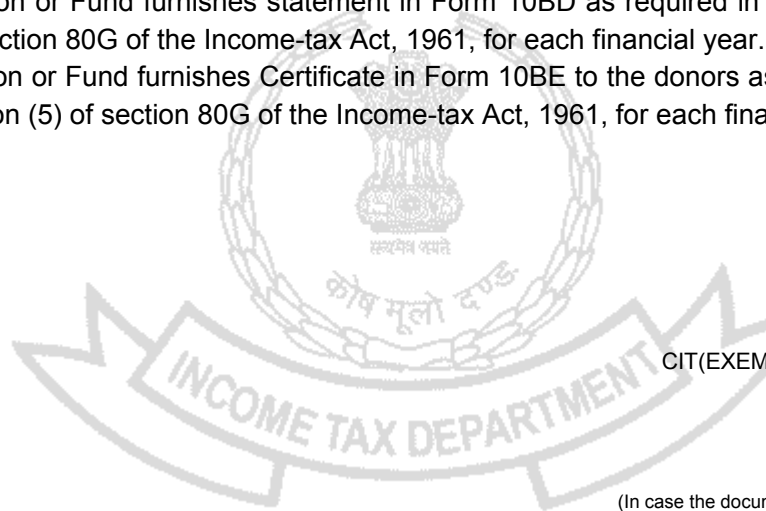 on or Fund furnishes statement in Form 10BD as required in
ction 80G of the Income-tax Act, 1961, for each financial year.
on or Fund furnishes Certificate in Form 10BE to the donors as
on (5) of section 80G of the Income-tax Act, 1961, for each fina
सत्यमेव जयते
कोष मूलो दण्डः
CIT(EXEM
INCOME TAX DEPARTMENT
(In case the docum